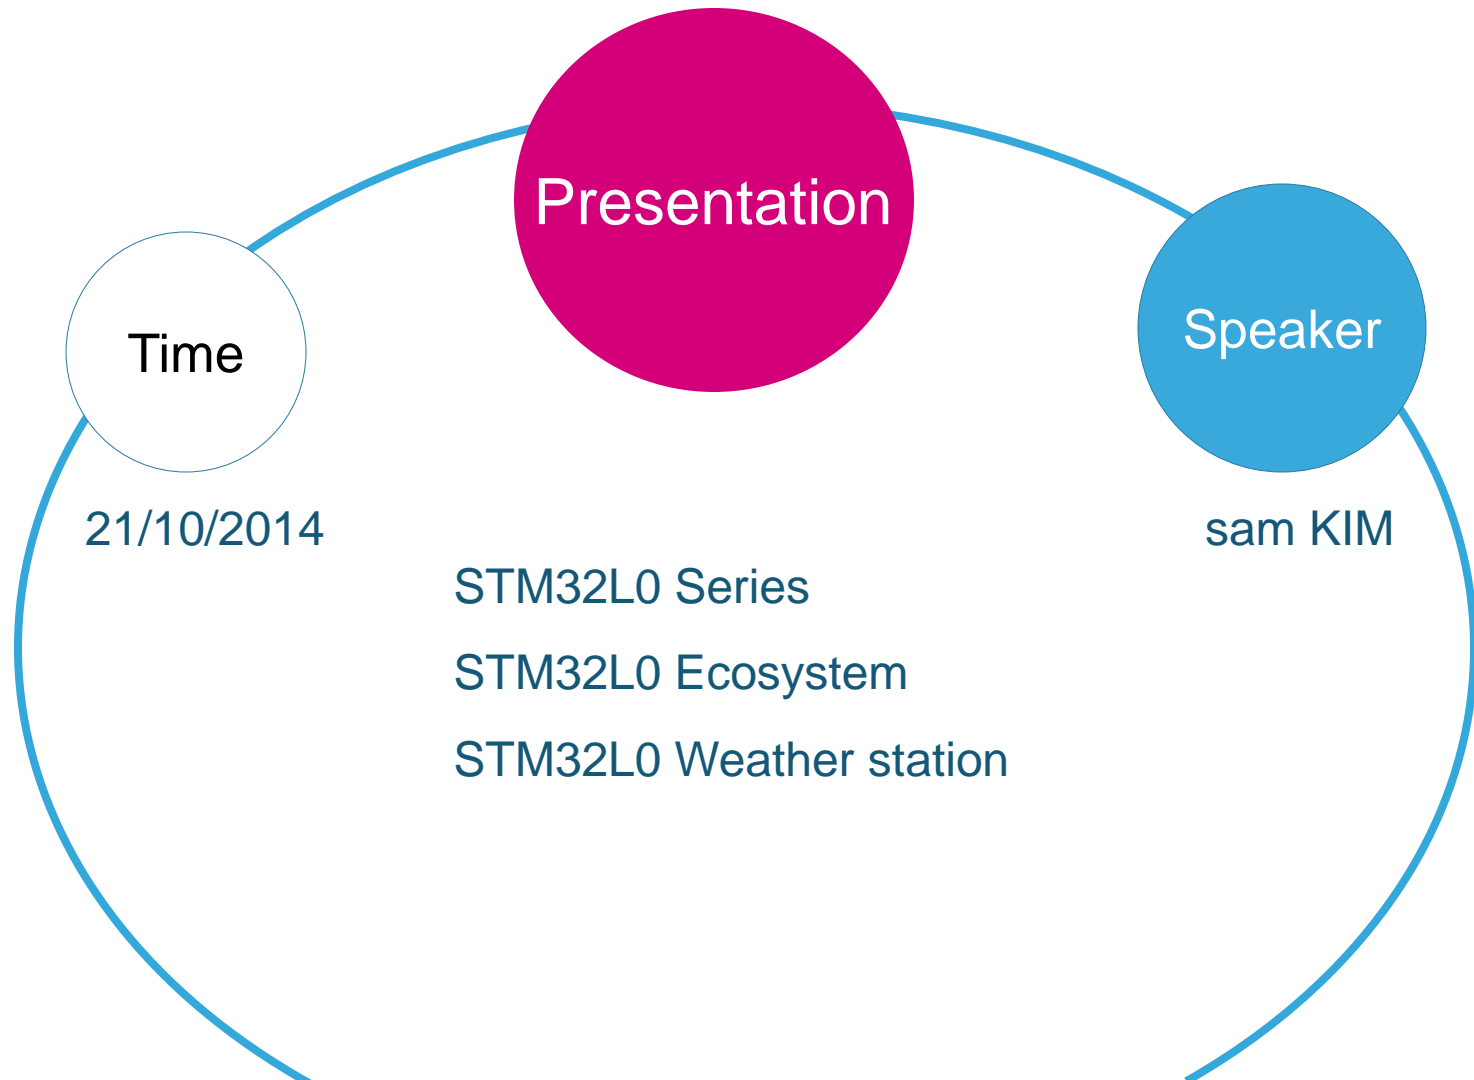 Presentation
Time
Speaker
21/10/2014
sam KIM
STM32L0 Series
STM32L0 Ecosystem
STM32L0 Weather station